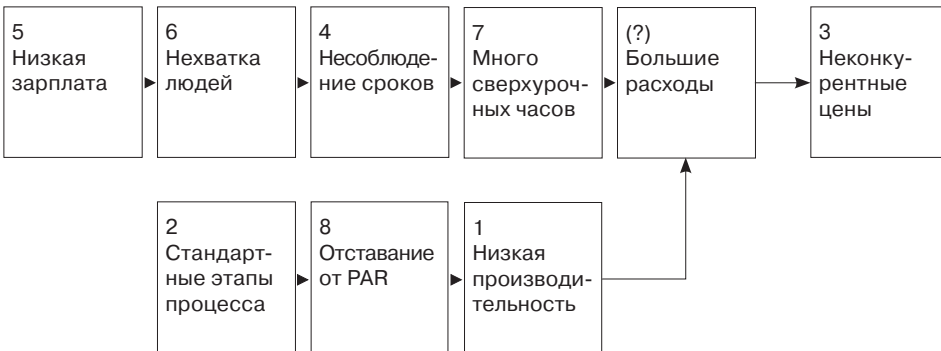 5
Низкая
зарплата
6
Нехватка
людей
4
Несоблюде-
ние сроков
7
Много
сверхуроч-
ных часов
(?)
Большие
расходы
3
Неконку-
рентные
цены
2
Стандарт-
ные этапы
процесса
8
Отставание
от PAR
1
Низкая
производи-
тельность